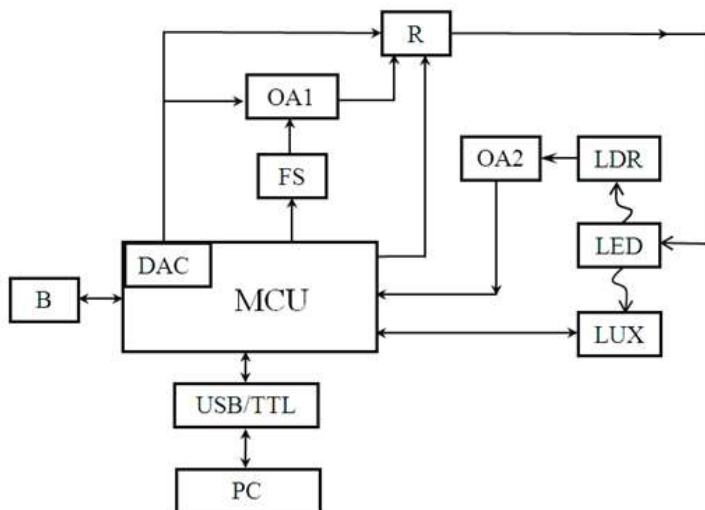 R
OA1
OA2
LDR
FS
LED
DAC
MCU
B
LUX
USB/TTL
PC